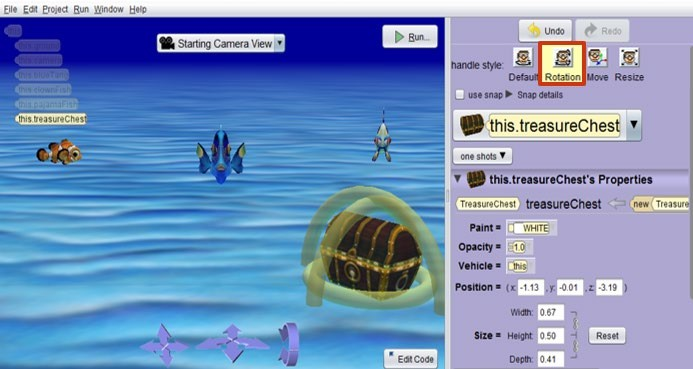 File Edit Project Run Window Help
this
this.ground
this.camera
this.blueTang
this.clownFish
this.pajamaFish
this.treasureChest
Starting Camera View
Run...
Edit Code
Undo Redo
handle style:
Default Rotation Move Resize
use snap Snap details
this.treasureChest
one shots
this.treasureChest's Properties
TreasureChest treasureChest new Treasure
Paint = WHITE
Opacity = 1.0
Vehicle = this
Position = ( x: -1.13 , y: -0.01 , z: -3.19 )
Width: 0.67
Size = Height: 0.50 Reset
Depth: 0.41